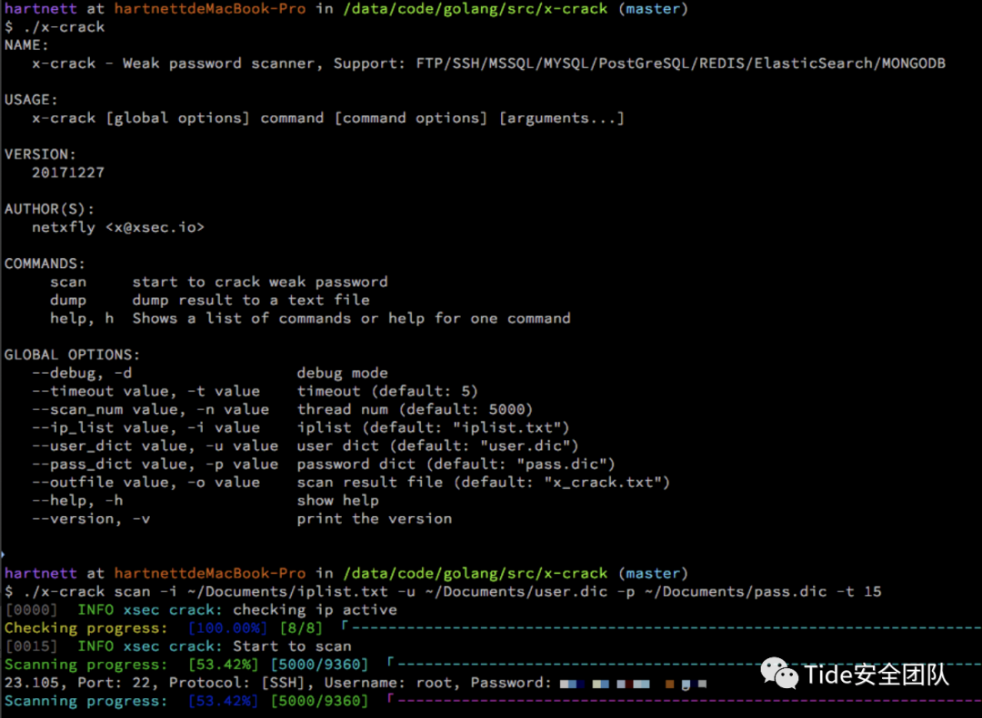 hartnett at hartnettdeMacBook-Pro in /data/code/golang/src/x-crack (master)
$ ./x-crack
NAME:
x-crack - Weak password scanner, Support: FTP/SSH/MSSQL/MYSQL/PostGreSQL/REDIS/ElasticSearch/MONGODB
USAGE:
x-crack [global options] command [command options] [arguments...]
VERSION:
20171227
AUTHOR(S):
netxfly <x@xsec.io>
COMMANDS:
scan start to crack weak password
dump dump result to a text file
help, h Shows a list of commands or help for one command
GLOBAL OPTIONS:
--debug, -d debug mode
--timeout value, -t value timeout (default: 5)
--scan_num value, -n value thread num (default: 5000)
--ip_list value, -i value iplist (default: "iplist.txt")
--user_dict value, -u value user dict (default: "user.dic")
--pass_dict value, -p value password dict (default: "pass.dic")
--outfile value, -o value scan result file (default: "x_crack.txt")
--help, -h show help
--version, -v print the version
hartnett at hartnettdeMacBook-Pro in /data/code/golang/src/x-crack (master)
$ ./x-crack scan -i ~/Documents/iplist.txt -u ~/Documents/user.dic -p ~/Documents/pass.dic -t 15
[0000] INFO xsec crack: checking ip active
Checking progress: [100.00%] [8/8]
[0015] INFO xsec crack: Start to scan
Scanning progress: [53.42%] [5000/9360]
23.105, Port: 22, Protocol: [SSH], Username: root, Password:
Scanning progress: [53.42%] [5000/9360]
Tide安全团队